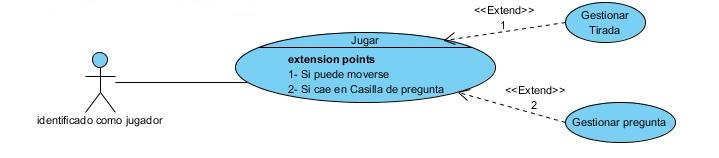 <<Extend>>
1
Gestionar
Tirada
Jugar
extension points
1- Si puede moverse
2- Si cae en Casilla de pregunta
<<Extend>>
2
Gestionar pregunta
identificado como jugador